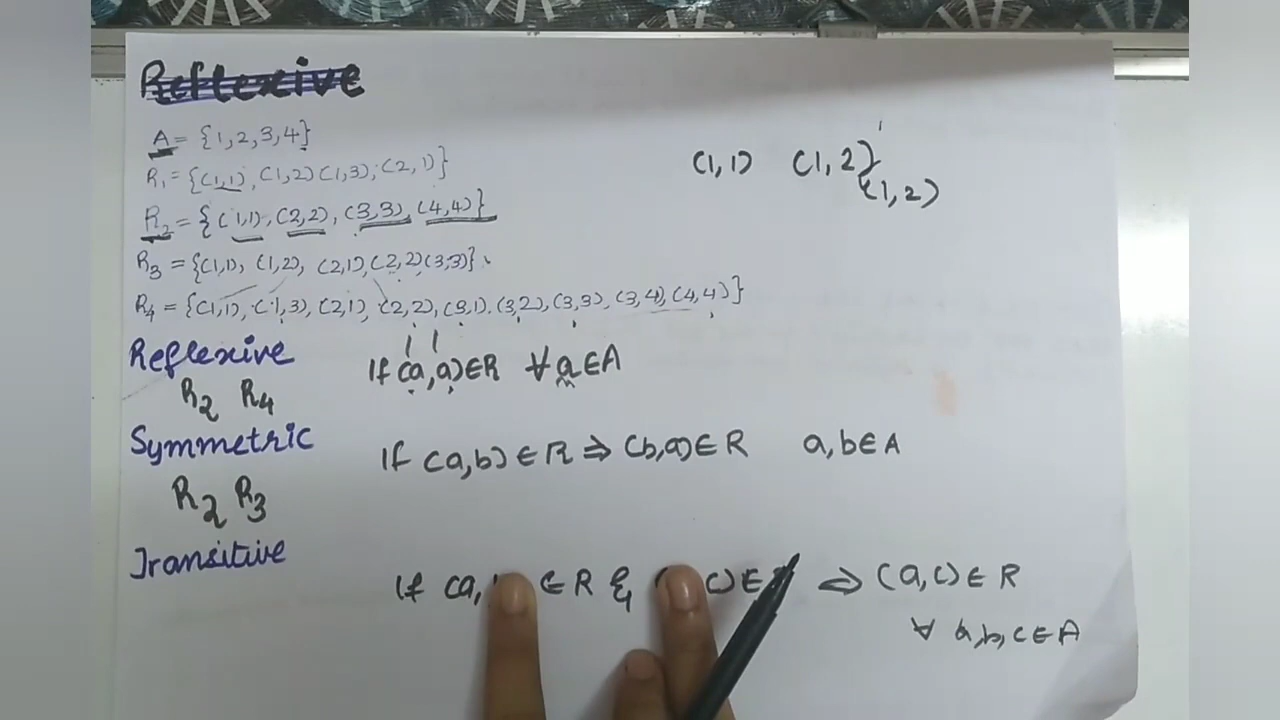 Reflexive
A = {1,2,3,4}
R₁ = {(1,1), (1,2) (1,3), (2,1)}
R₂ = {(1,1), (2,2), (3,3), (4,4)}
R₃ = {(1,1), (1,2), (2,1), (2,2) (3,3)}
R₄ = {(1,1), (1,3), (2,1), (2,2), (3,1), (3,2), (3,3), (3,4), (4,4)}
(1,1) (1,2)}
(1,2)
Reflexive If (a,a) ∈ R ∀ a ∈ A
R₂ R₄
Symmetric If (a,b) ∈ R ⇒ (b,a) ∈ R a,b ∈ A
R₂ R₃
Transitive
If (a, ∈ R & c) ∈ ⇒ (a,c) ∈ R
∀ a,b,c ∈ A